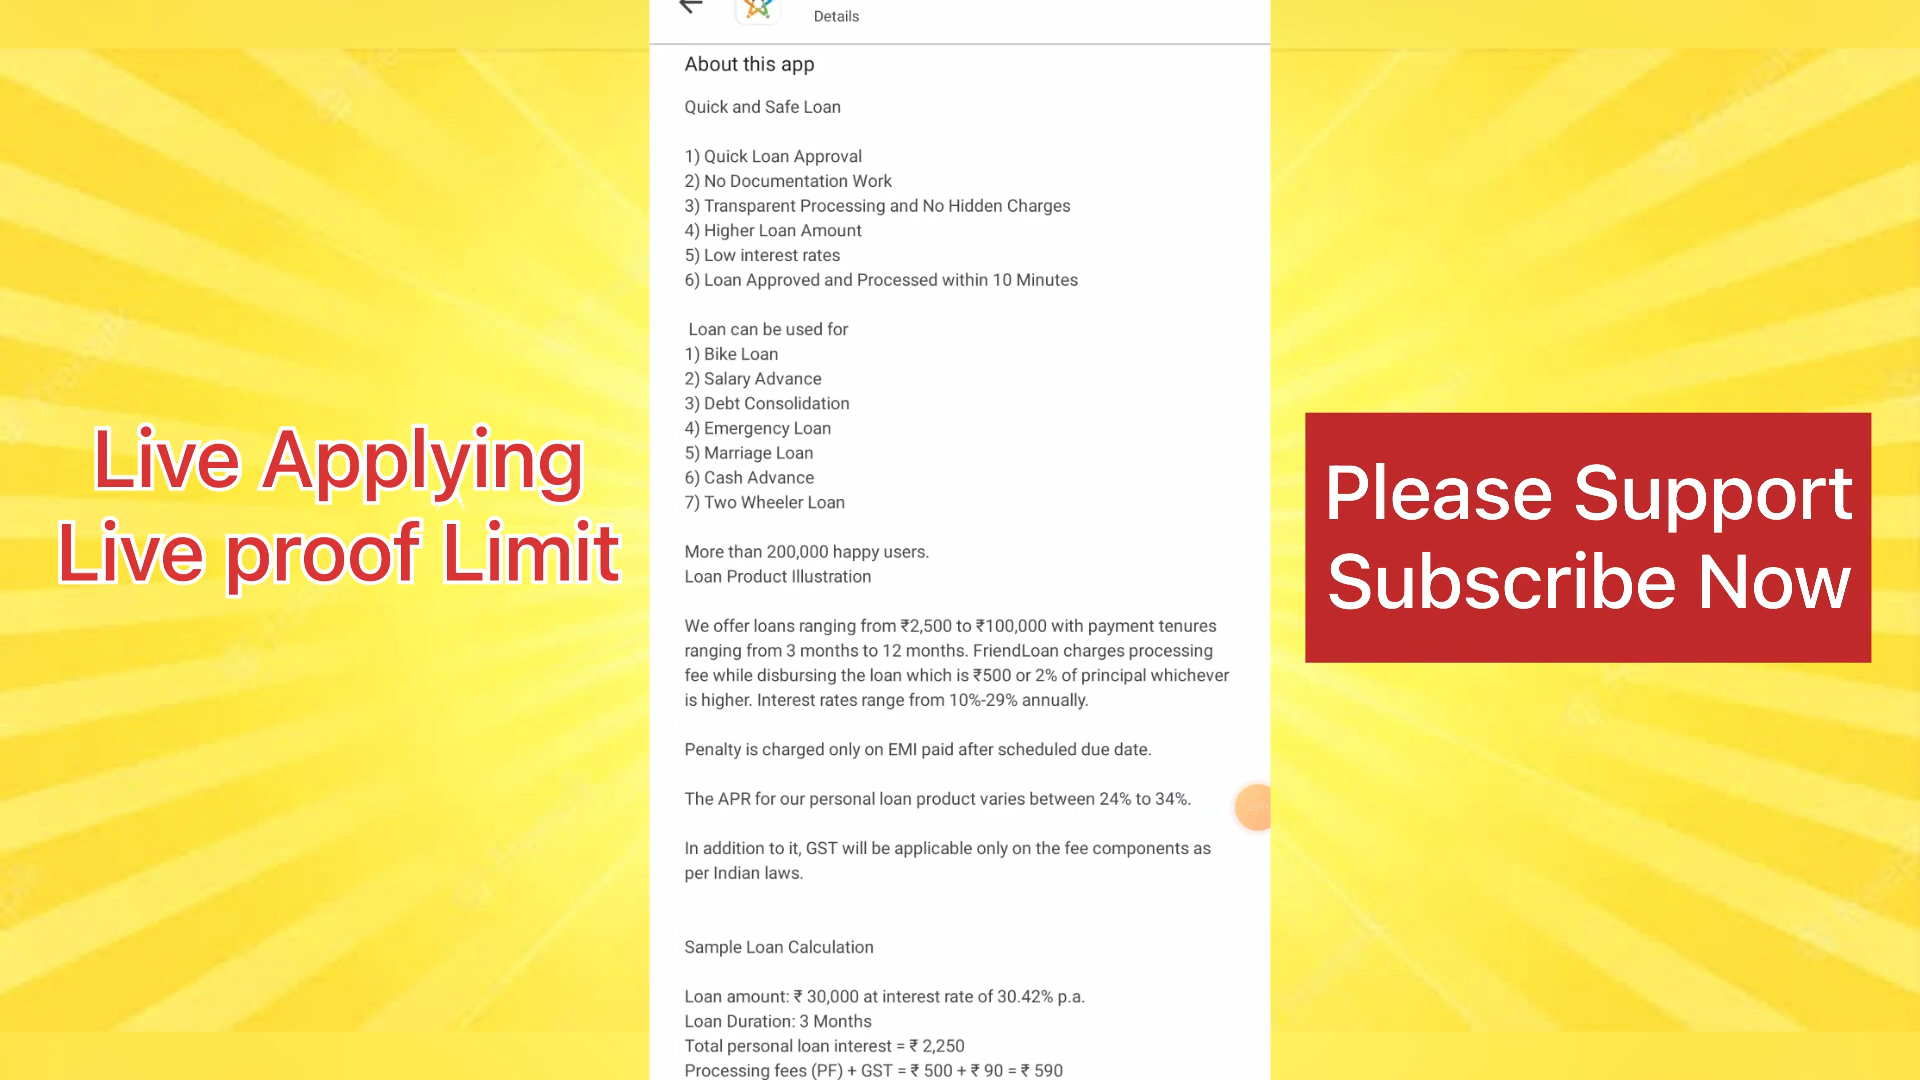 Details
About this app
Quick and Safe Loan
1) Quick Loan Approval
2) No Documentation Work
3) Transparent Processing and No Hidden Charges
4) Higher Loan Amount
5) Low interest rates
6) Loan Approved and Processed within 10 Minutes
Loan can be used for
1) Bike Loan
2) Salary Advance
3) Debt Consolidation
4) Emergency Loan
5) Marriage Loan
6) Cash Advance
7) Two Wheeler Loan
More than 200,000 happy users.
Loan Product Illustration
We offer loans ranging from ₹2,500 to ₹100,000 with payment tenures
ranging from 3 months to 12 months. FriendLoan charges processing
fee while disbursing the loan which is ₹500 or 2% of principal whichever
is higher. Interest rates range from 10%-29% annually.
Penalty is charged only on EMI paid after scheduled due date.
The APR for our personal loan product varies between 24% to 34%.
In addition to it, GST will be applicable only on the fee components as
per Indian laws.
Sample Loan Calculation
Loan amount: ₹ 30,000 at interest rate of 30.42% p.a.
Loan Duration: 3 Months
Total personal loan interest = ₹ 2,250
Processing fees (PF) + GST = ₹ 500 + ₹ 90 = ₹ 590
Live Applying
Live proof Limit
Please Support
Subscribe Now